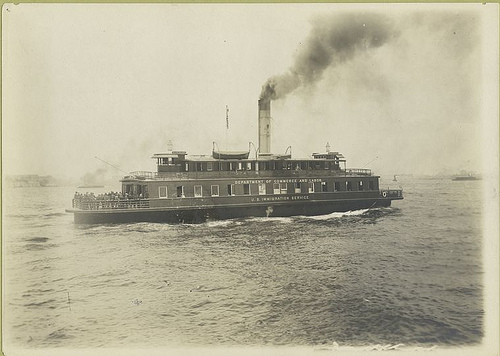 DEPARTMENT OF COMMERCE AND LABOR
U.S. IMMIGRATION SERVICE